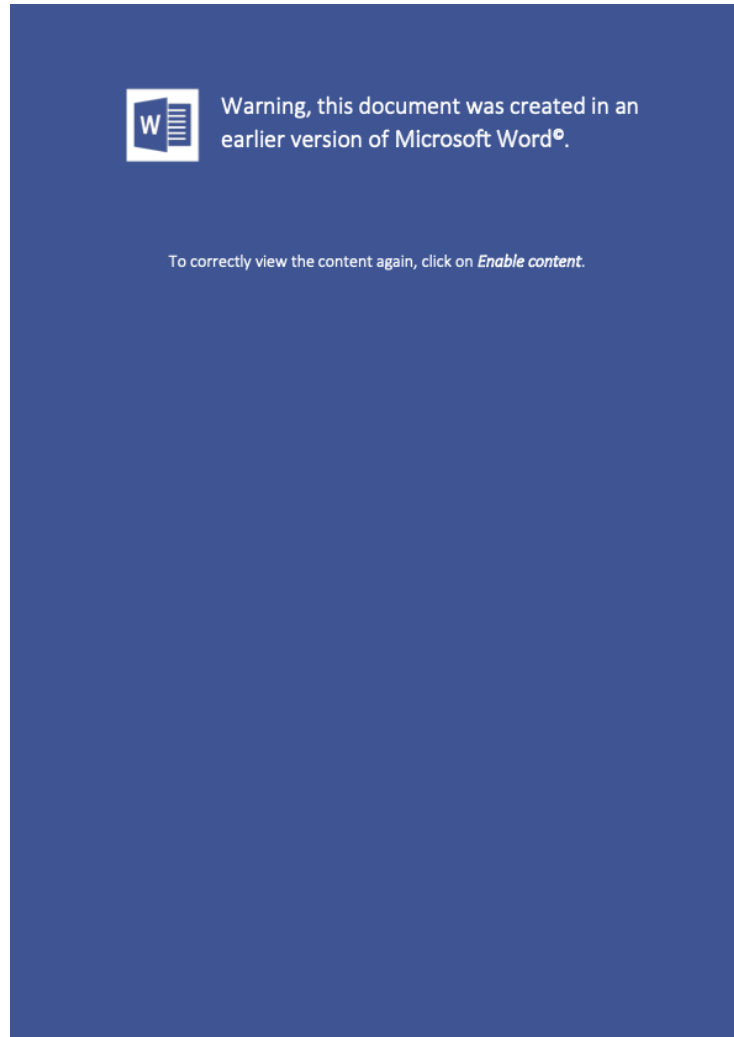 W
Warning, this document was created in an
earlier version of Microsoft Word©.
To correctly view the content again, click on Enable content.